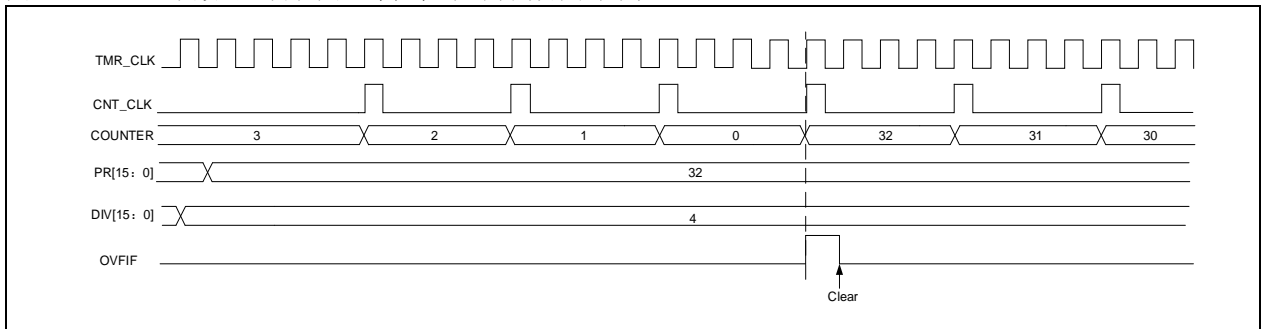 TMR_CLK
CNT_CLK
COUNTER 3 2 1 0 32 31 30
PR[15：0] 32
DIV[15：0] 4
OVFIF
Clear